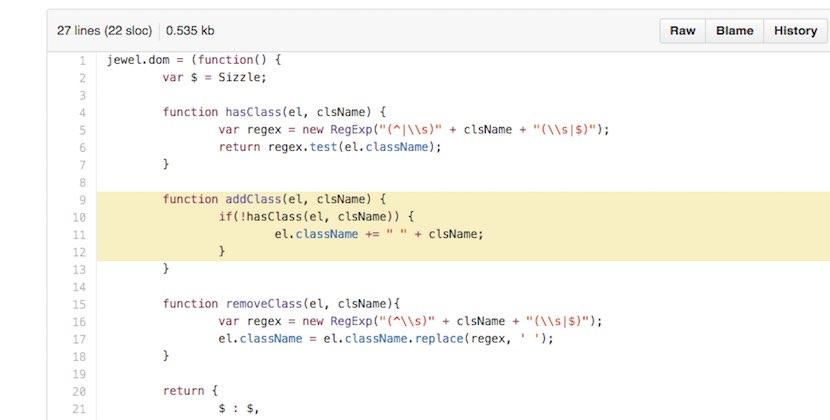 27 lines (22 sloc) 0.535 kb
Raw Blame History
1 jewel.dom = (function() {
2 var $ = Sizzle;
3
4 function hasClass(el, clsName) {
5 var regex = new RegExp("(^|\\s)" + clsName + "(\\s|$)");
6 return regex.test(el.className);
7 }
8
9 function addClass(el, clsName) {
10 if(!hasClass(el, clsName)) {
11 el.className += " " + clsName;
12 }
13 }
14
15 function removeClass(el, clsName){
16 var regex = new RegExp("(^\\s)" + clsName + "(\\s|$)");
17 el.className = el.className.replace(regex, ' ');
18 }
19
20 return {
21 $ : $,